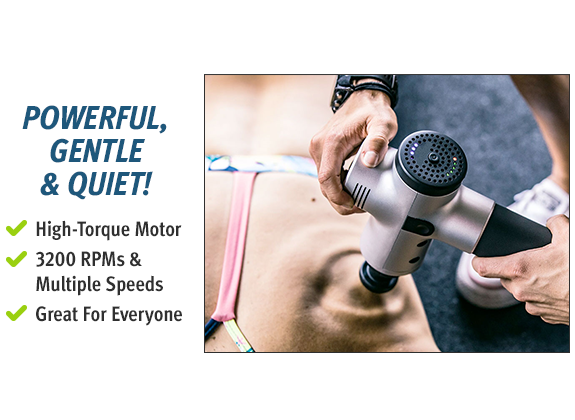 POWERFUL,
GENTLE
& QUIET!
High-Torque Motor
3200 RPMs &
Multiple Speeds
Great For Everyone